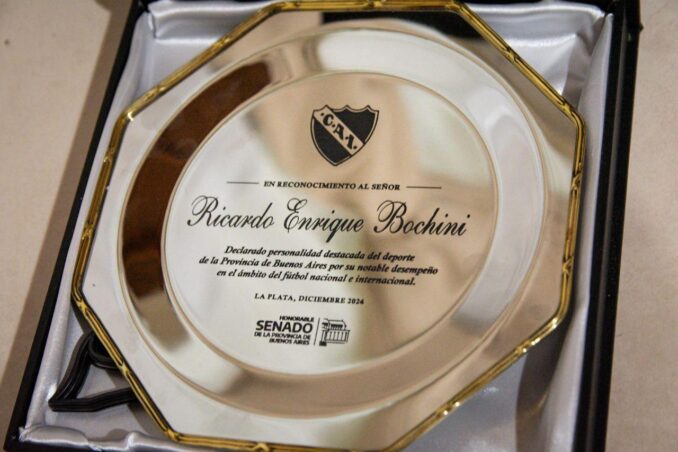 C.A.I.
EN RECONOCIMIENTO AL SEÑOR
Ricardo Enrique Bochini
Declarado personalidad destacada del deporte
de la Provincia de Buenos Aires por su notable desempeño
en el ámbito del fútbol nacional e internacional.
LA PLATA, DICIEMBRE 2024
HONORABLE
SENADO
DE LA PROVINCIA DE
BUENOS AIRES